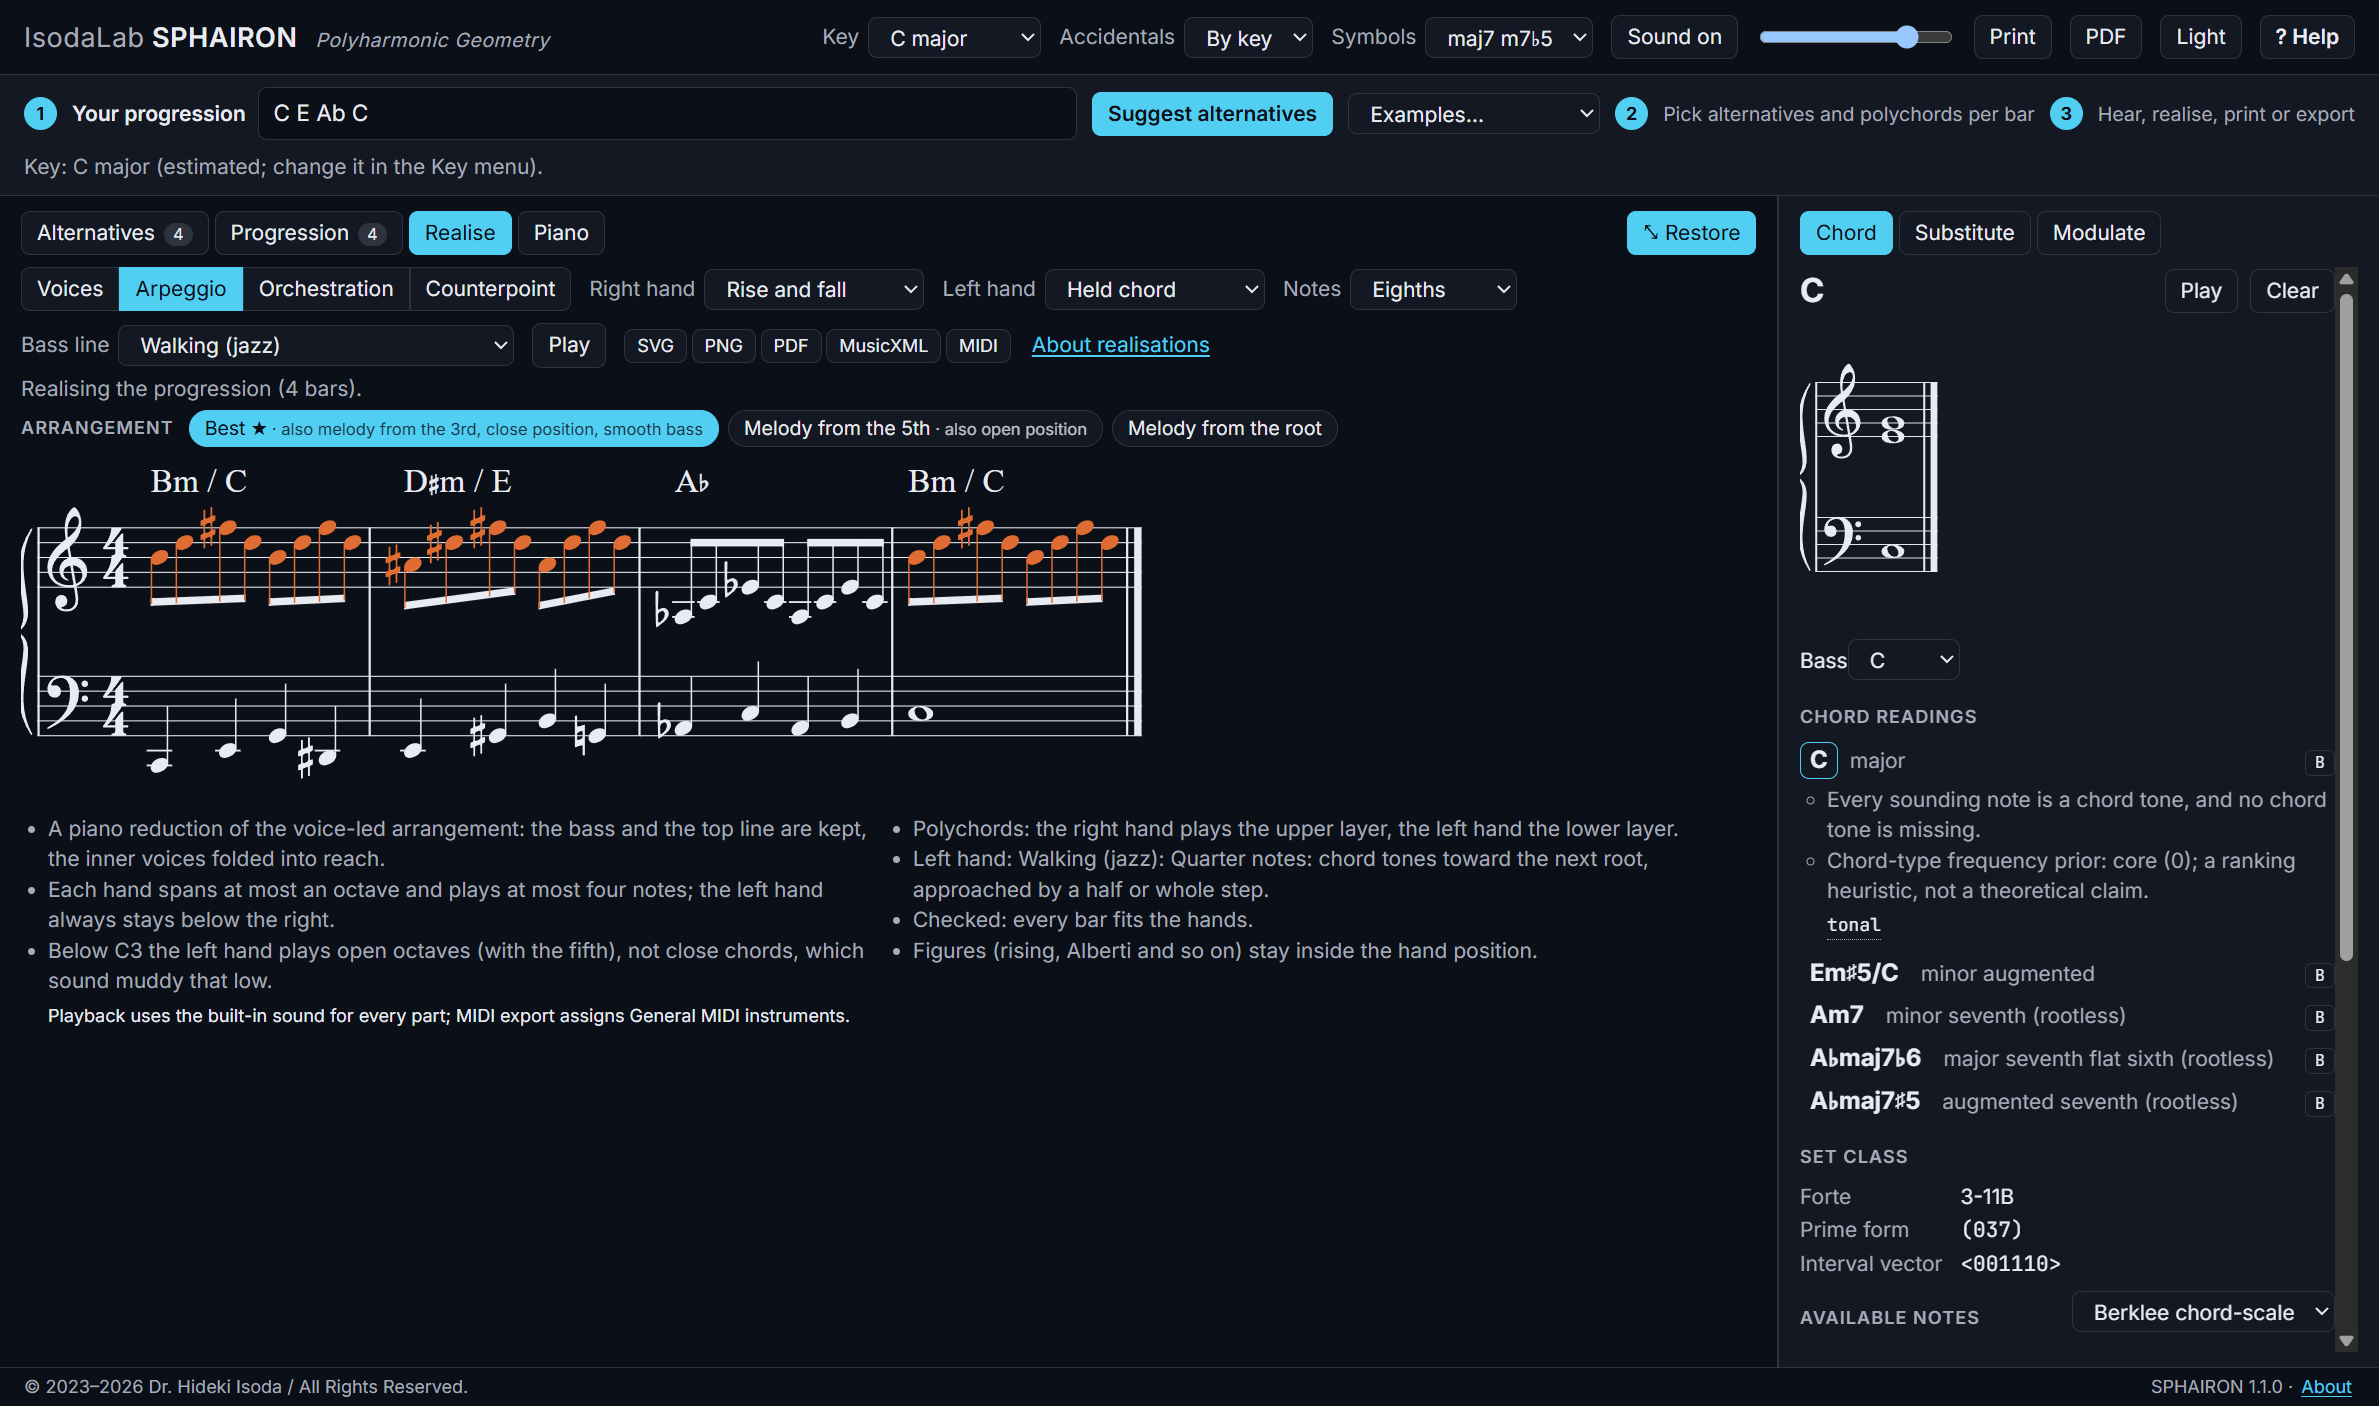 IsodaLab SPHAIRON Polyharmonic Geometry
Key C major Accidentals By key Symbols maj7 m7♭5 Sound on Print PDF Light ? Help
1 Your progression C E Ab C Suggest alternatives Examples... 2 Pick alternatives and polychords per bar 3 Hear, realise, print or export
Key: C major (estimated; change it in the Key menu).
Alternatives 4 Progression 4 Realise Piano ⤡ Restore
Voices Arpeggio Orchestration Counterpoint Right hand Rise and fall Left hand Held chord Notes Eighths
Bass line Walking (jazz) Play SVG PNG PDF MusicXML MIDI About realisations
Realising the progression (4 bars).
ARRANGEMENT Best ★ · also melody from the 3rd, close position, smooth bass Melody from the 5th · also open position Melody from the root
Bm / C D♯m / E A♭ Bm / C
4 4
4 4
• A piano reduction of the voice-led arrangement: the bass and the top line are kept,
the inner voices folded into reach.
• Each hand spans at most an octave and plays at most four notes; the left hand
always stays below the right.
• Below C3 the left hand plays open octaves (with the fifth), not close chords, which
sound muddy that low.
• Polychords: the right hand plays the upper layer, the left hand the lower layer.
• Left hand: Walking (jazz): Quarter notes: chord tones toward the next root,
approached by a half or whole step.
• Checked: every bar fits the hands.
• Figures (rising, Alberti and so on) stay inside the hand position.
Playback uses the built-in sound for every part; MIDI export assigns General MIDI instruments.
Chord Substitute Modulate
C Play Clear
Bass C
CHORD READINGS
C major B
◦ Every sounding note is a chord tone, and no chord
tone is missing.
◦ Chord-type frequency prior: core (0); a ranking
heuristic, not a theoretical claim.
tonal
Em♯5/C minor augmented B
Am7 minor seventh (rootless) B
A♭maj7♭6 major seventh flat sixth (rootless) B
A♭maj7♯5 augmented seventh (rootless) B
SET CLASS
Forte 3-11B
Prime form (037)
Interval vector <001110>
AVAILABLE NOTES Berklee chord-scale
© 2023–2026 Dr. Hideki Isoda / All Rights Reserved.
SPHAIRON 1.1.0 · About